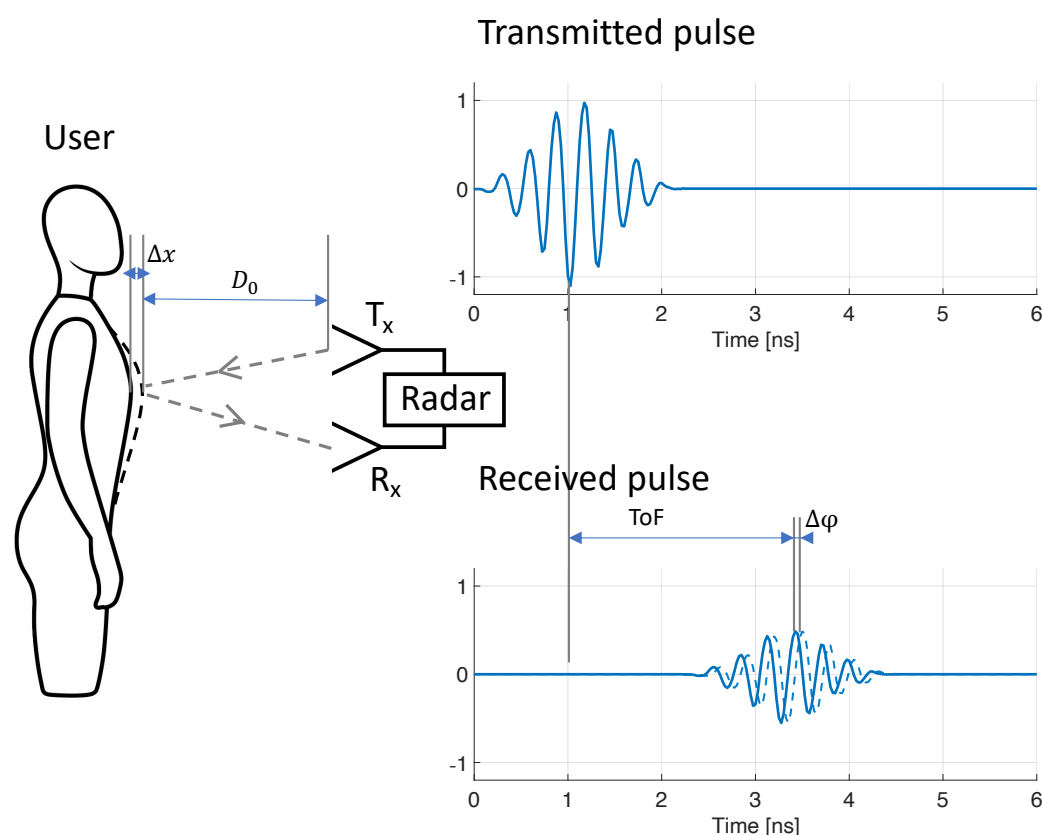 Transmitted pulse
User
Δx
D₀
Tₓ
Radar
Rₓ
1
0
-1
0 1 2 3 4 5 6
Time [ns]
Received pulse
ToF
Δφ
1
0
-1
0 1 2 3 4 5 6
Time [ns]